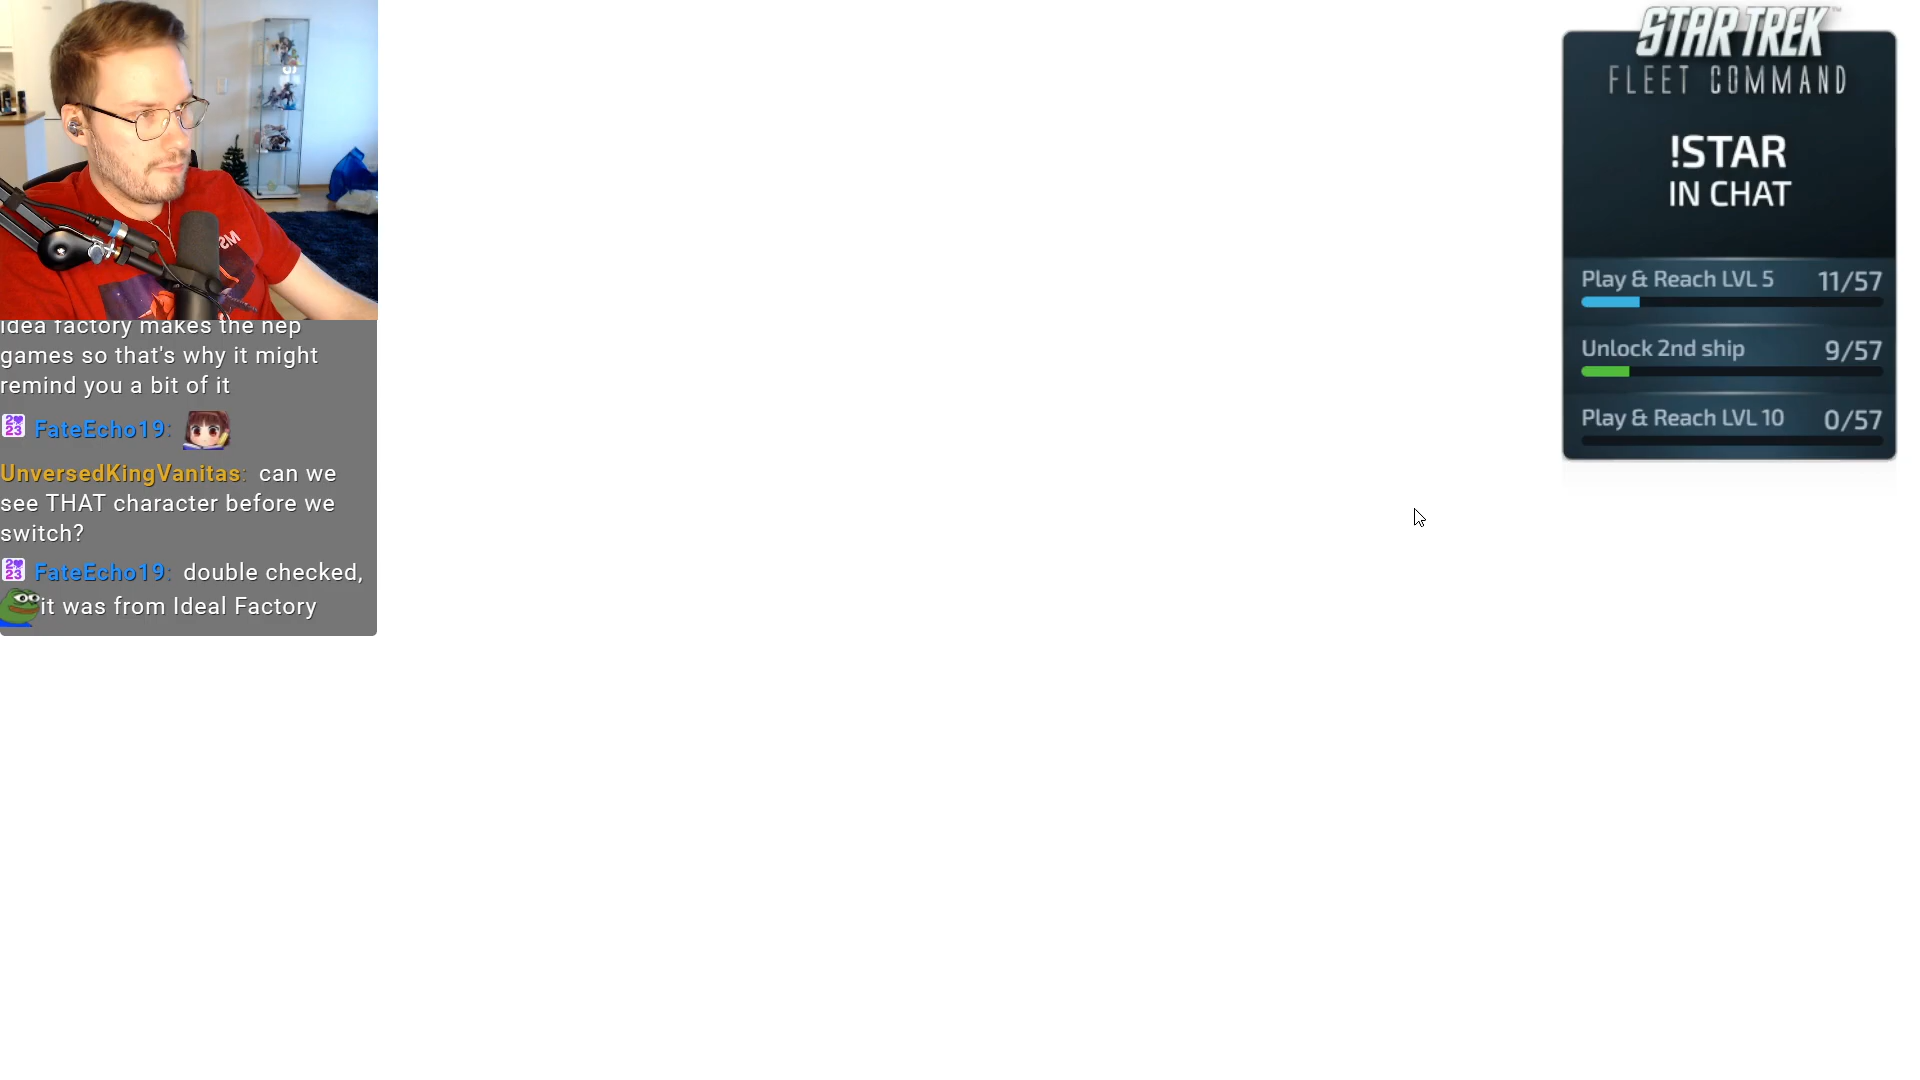 idea factory makes the nep
games so that's why it might
remind you a bit of it
FateEcho19:
UnversedKingVanitas: can we
see THAT character before we
switch?
FateEcho19: double checked,
it was from Ideal Factory
STAR TREK™
FLEET COMMAND
!STAR
IN CHAT
Play & Reach LVL 5 11/57
Unlock 2nd ship 9/57
Play & Reach LVL 10 0/57